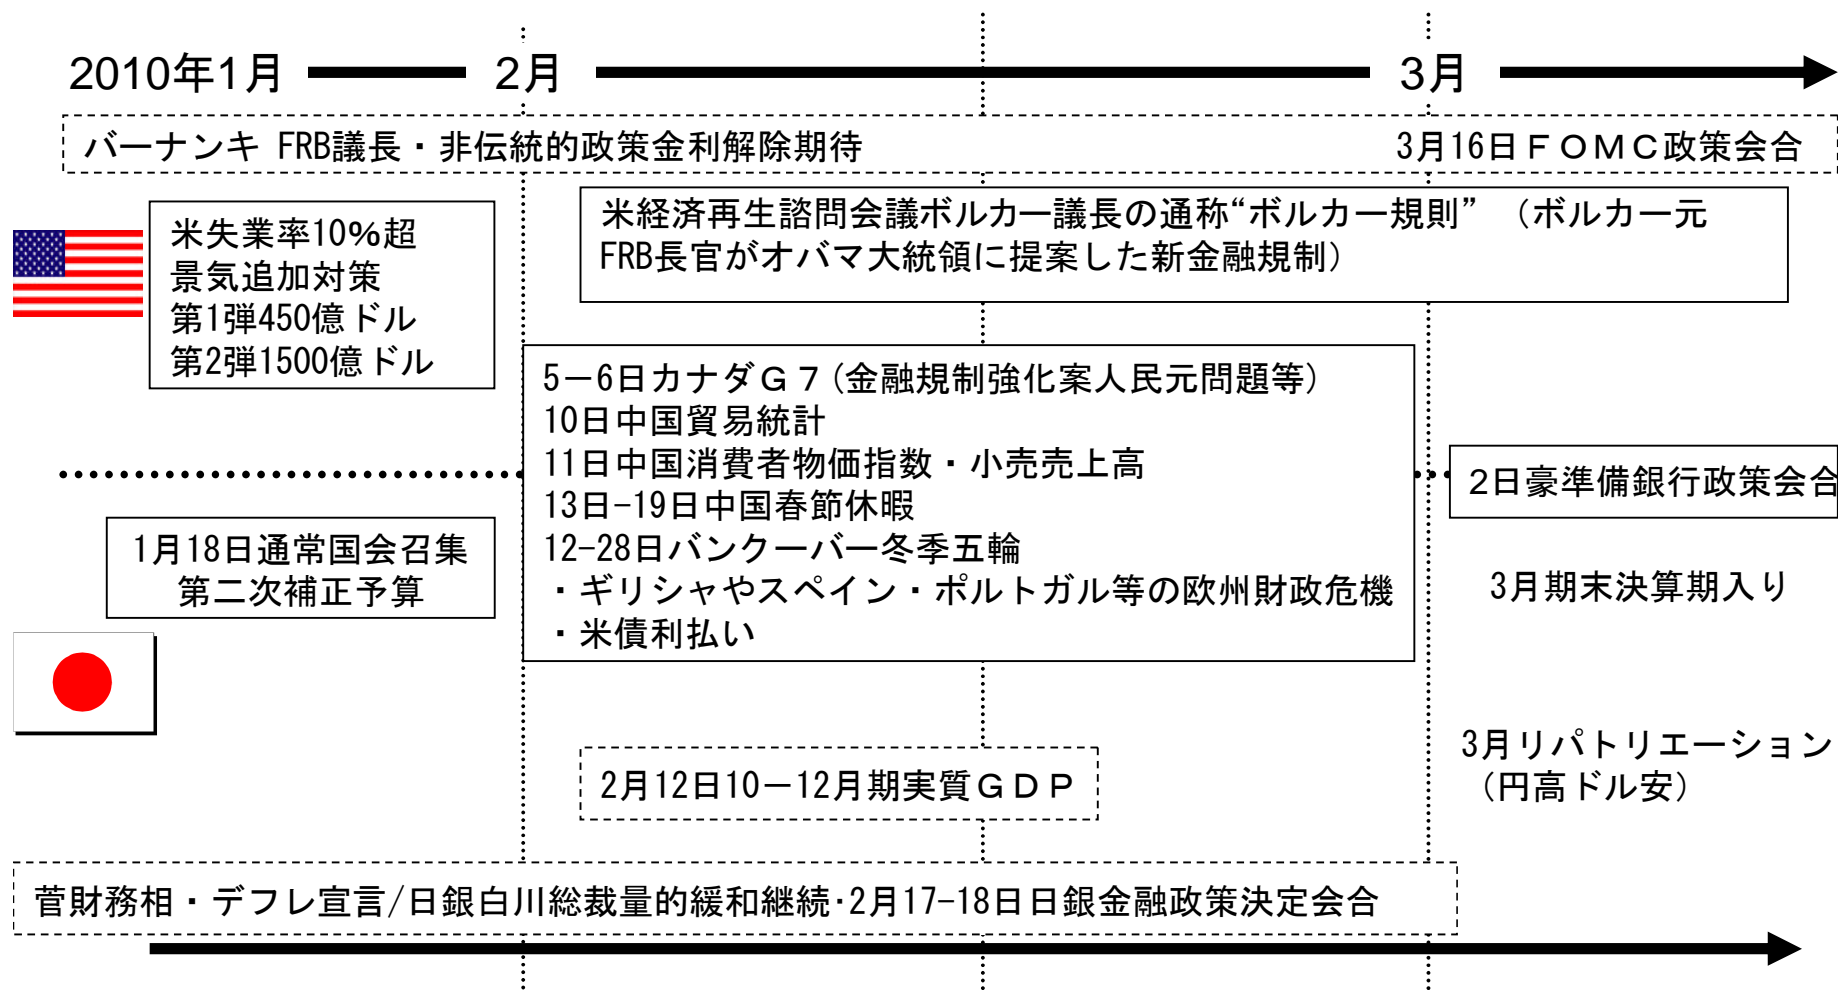 2010年1月 2月 3月
バーナンキ FRB議長・非伝統的政策金利解除期待 3月16日ＦＯＭＣ政策会合
米失業率10%超
景気追加対策
第1弾450億ドル
第2弾1500億ドル
米経済再生諮問会議ボルカー議長の通称“ボルカー規則” （ボルカー元
FRB長官がオバマ大統領に提案した新金融規制）
5－6日カナダＧ７(金融規制強化案人民元問題等）
10日中国貿易統計
11日中国消費者物価指数・小売売上高
13日-19日中国春節休暇
12-28日バンクーバー冬季五輪
・ギリシャやスペイン・ポルトガル等の欧州財政危機
・米債利払い
2日豪準備銀行政策会合
1月18日通常国会召集
第二次補正予算
3月期末決算期入り
3月リパトリエーション
（円高ドル安）
2月12日10－12月期実質ＧＤＰ
菅財務相・デフレ宣言/日銀白川総裁量的緩和継続･2月17-18日日銀金融政策決定会合